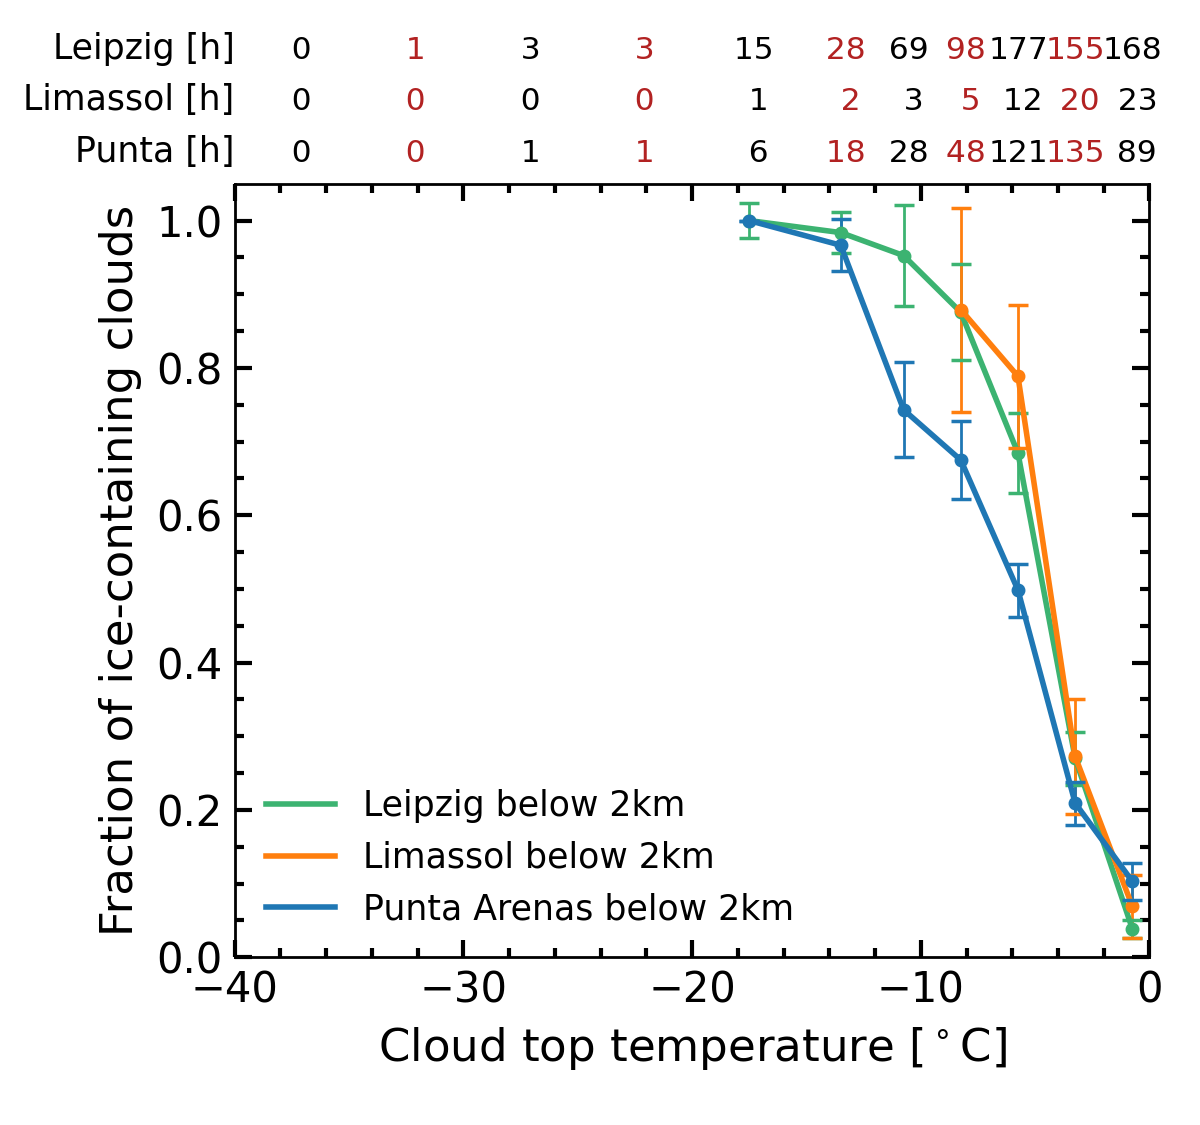 Leipzig [h] 0 1 3 3 15 28 69 98 177 155 168
Limassol [h] 0 0 0 0 1 2 3 5 12 20 23
Punta [h] 0 0 1 1 6 18 28 48 121 135 89
Fraction of ice-containing clouds
1.0
0.8
0.6
0.4
0.2
0.0
Leipzig below 2km
Limassol below 2km
Punta Arenas below 2km
−40 −30 −20 −10 0
Cloud top temperature [°C]